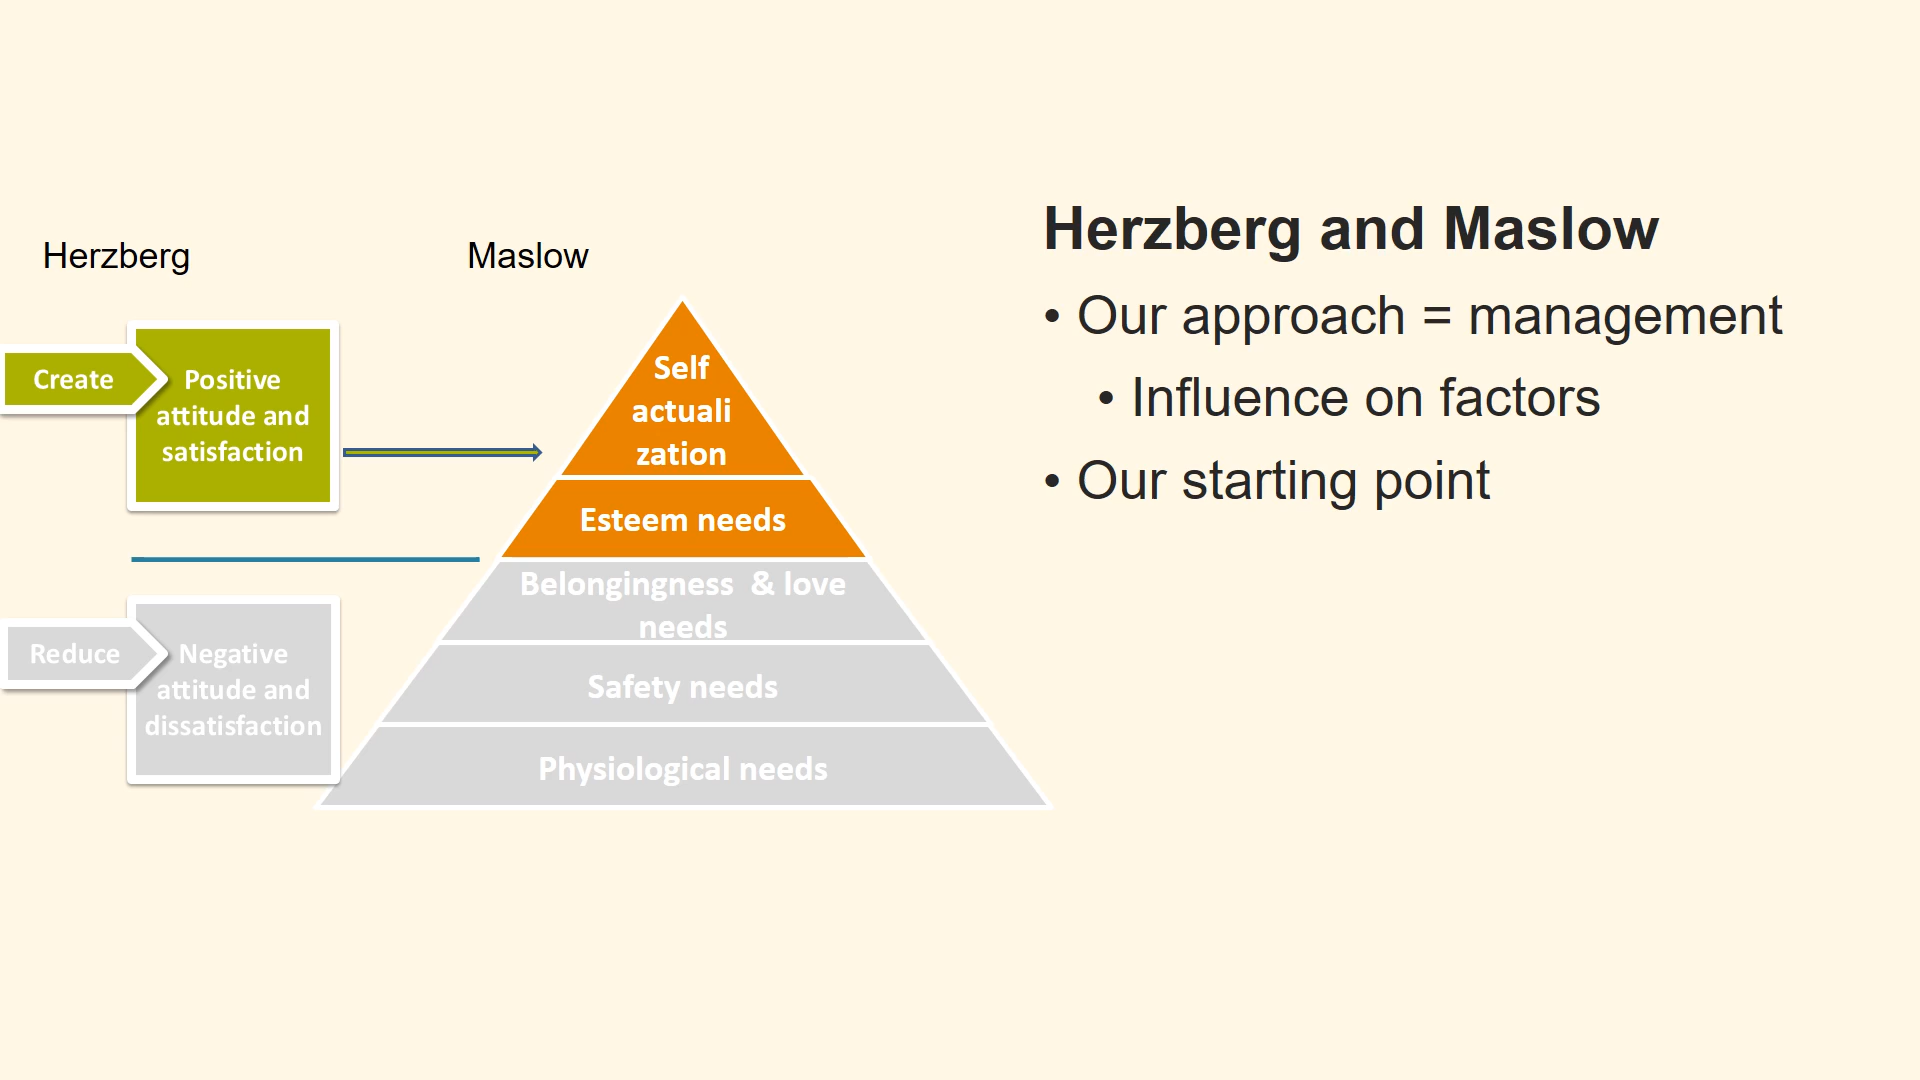 Herzberg
Maslow
Create
Positive
attitude and
satisfaction
Reduce
Negative
attitude and
dissatisfaction
Self
actuali
zation
Esteem needs
Belongingness & love
needs
Safety needs
Physiological needs
Herzberg and Maslow
• Our approach = management
• Influence on factors
• Our starting point